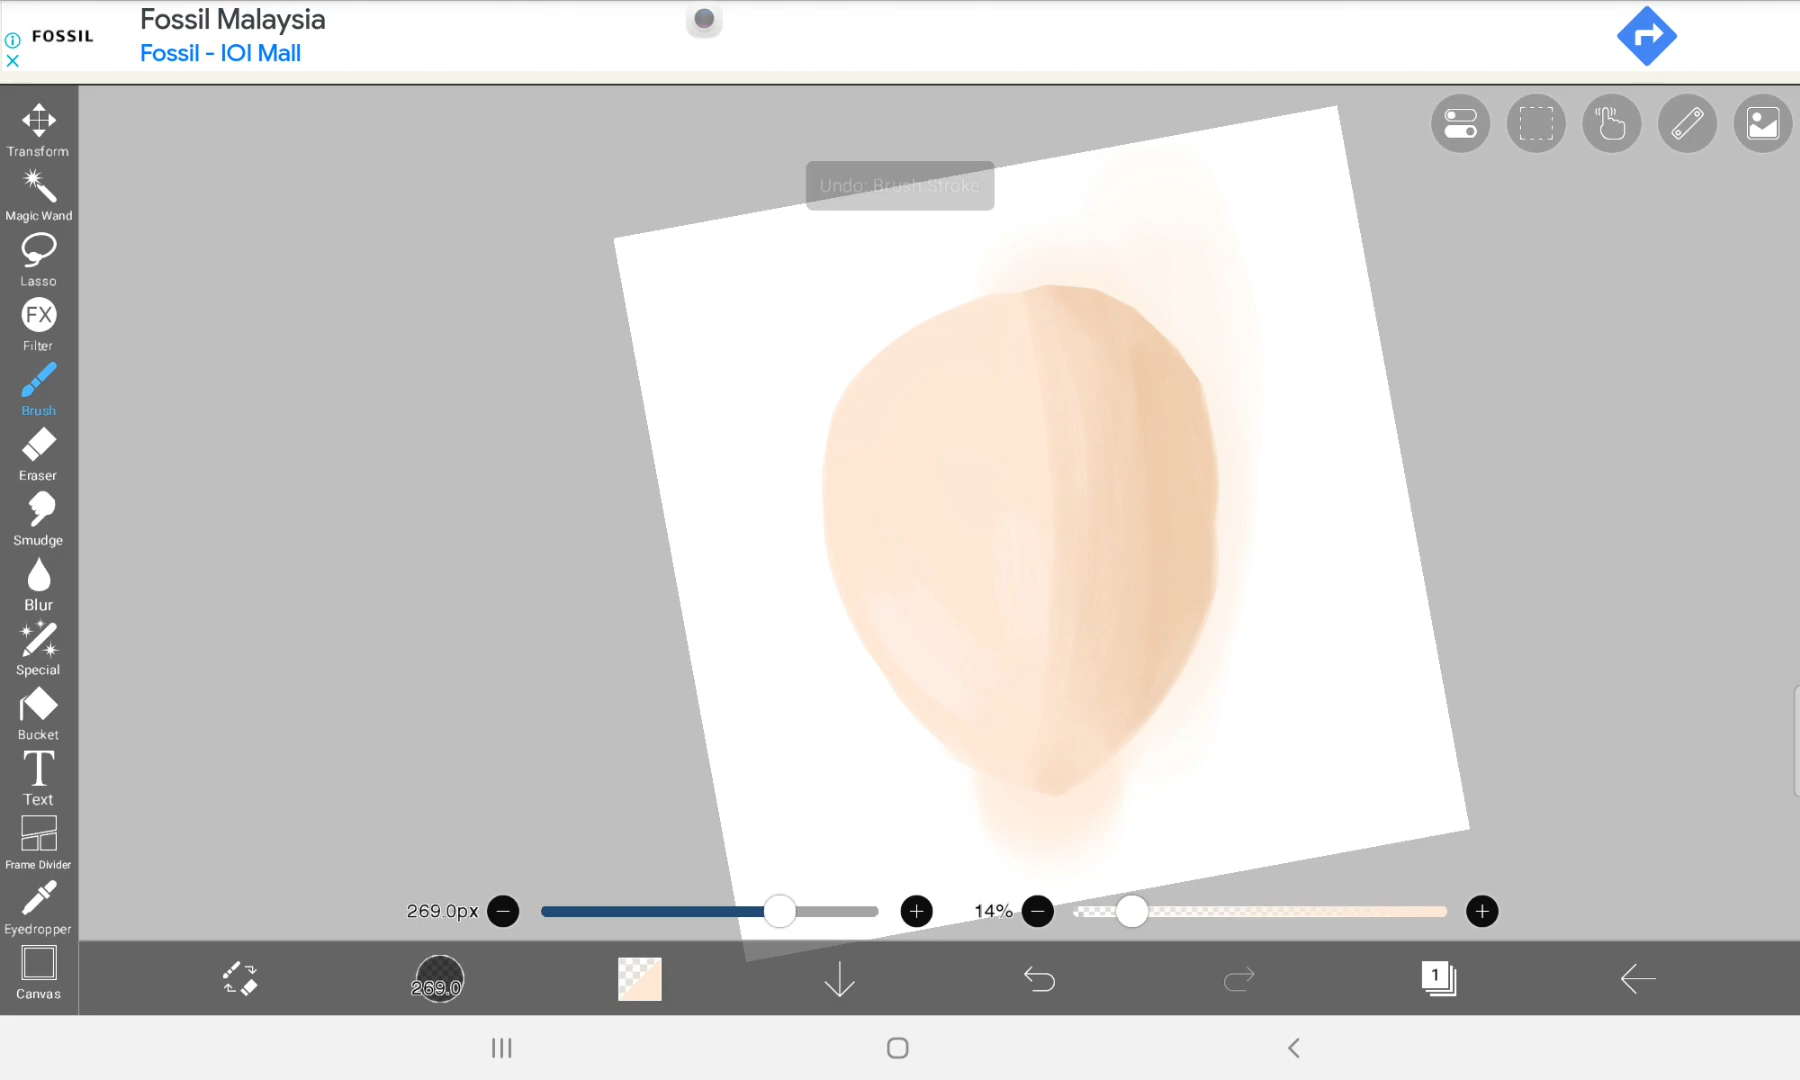 Fossil Malaysia
FOSSIL
Fossil - IOI Mall
Transform
Undo: Brush Stroke
Magic Wand
Lasso
FX
Filter
Brush
Eraser
Smudge
Blur
Special
Bucket
T
Text
Frame Divider
Eyedropper
269.0px
14%
Canvas
269.0
1